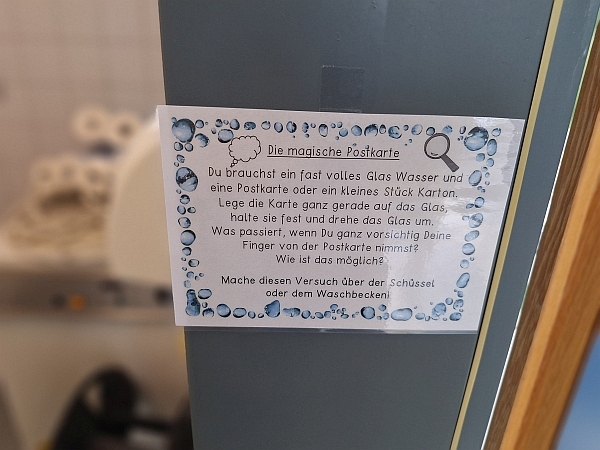 Die magische Postkarte
Du brauchst ein fast volles Glas Wasser und
eine Postkarte oder ein kleines Stück Karton.
Lege die Karte ganz gerade auf das Glas,
halte sie fest und drehe das Glas um.
Was passiert, wenn Du ganz vorsichtig Deine
Finger von der Postkarte nimmst?
Wie ist das möglich?
Mache diesen Versuch über der Schüssel
oder dem Waschbecken!